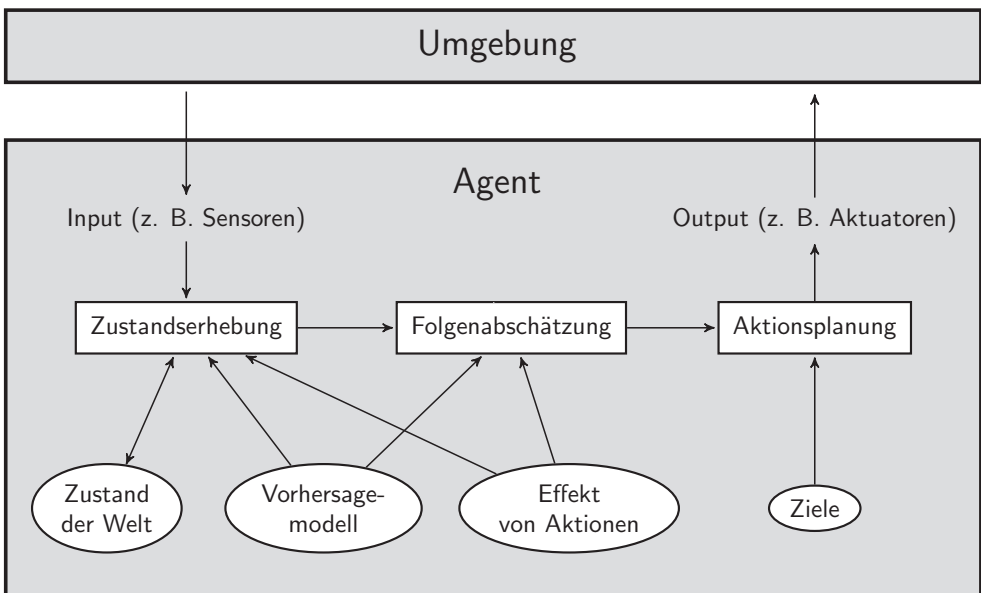 Umgebung
Agent
Input (z. B. Sensoren)
Output (z. B. Aktuatoren)
Zustandserhebung
Folgenabschätzung
Aktionsplanung
Zustand
der Welt
Vorhersage-
modell
Effekt
von Aktionen
Ziele